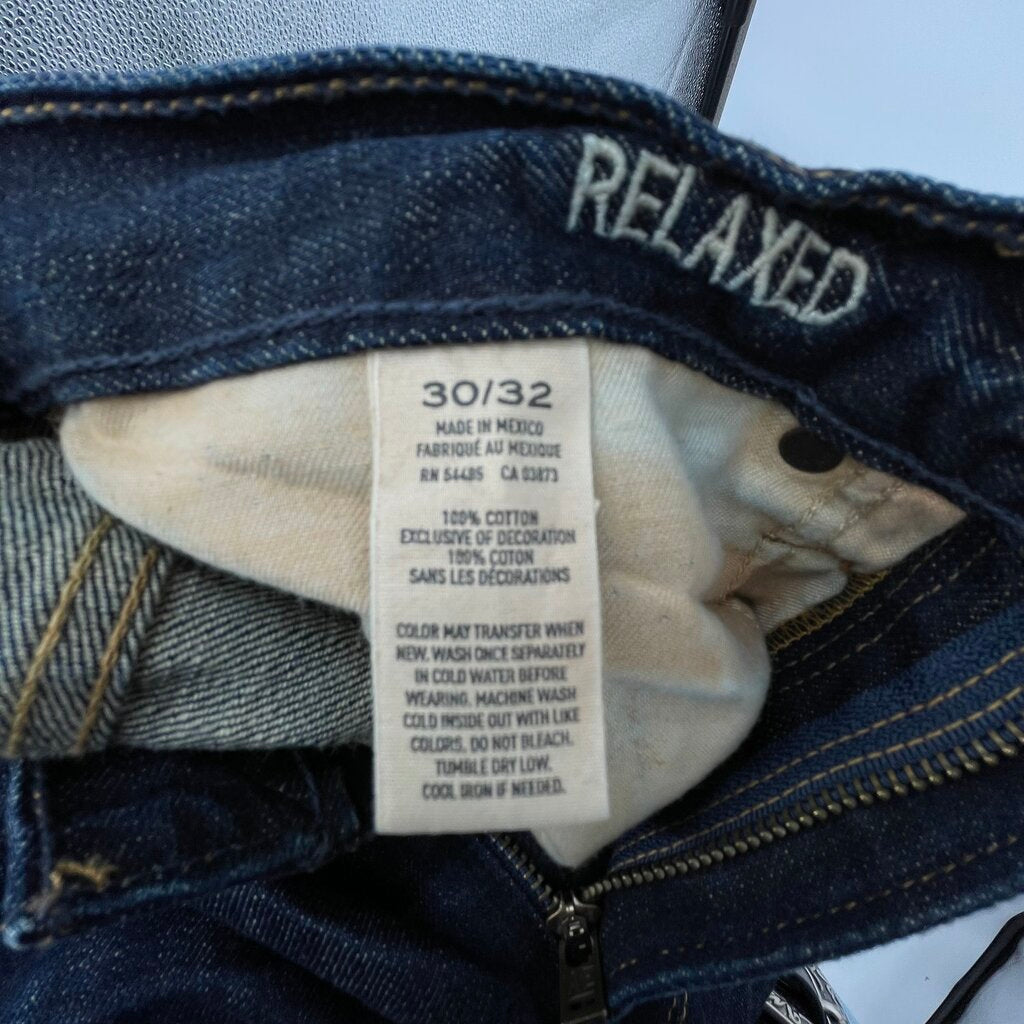 RELAXED
30/32
MADE IN MEXICO
FABRIQUÉ AU MEXIQUE
RN 54485 CA 03873
100% COTTON
EXCLUSIVE OF DECORATION
100% COTON
SANS LES DÉCORATIONS
COLOR MAY TRANSFER WHEN
NEW. WASH ONCE SEPARATELY
IN COLD WATER BEFORE
WEARING. MACHINE WASH
COLD INSIDE OUT WITH LIKE
COLORS. DO NOT BLEACH.
TUMBLE DRY LOW.
COOL IRON IF NEEDED.